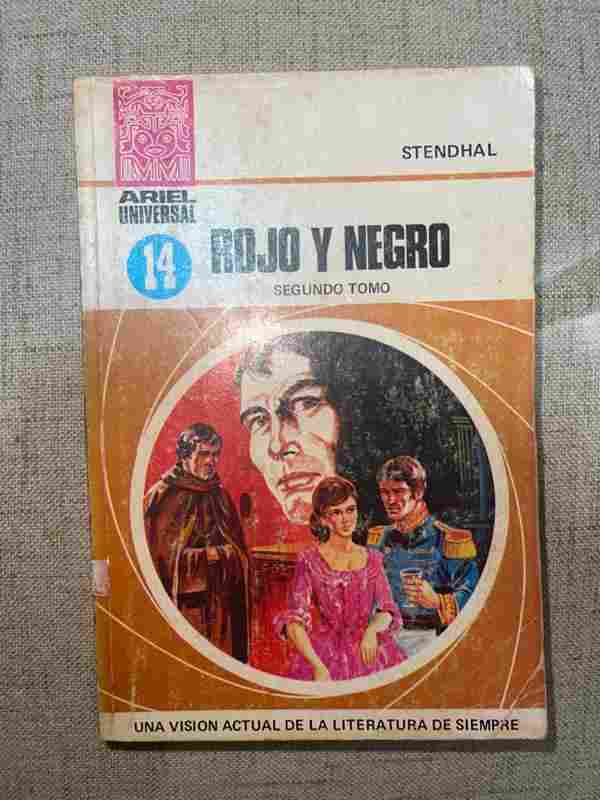 STENDHAL
ARIEL
UNIVERSAL
14
ROJO Y NEGRO
SEGUNDO TOMO
UNA VISION ACTUAL DE LA LITERATURA DE SIEMPRE